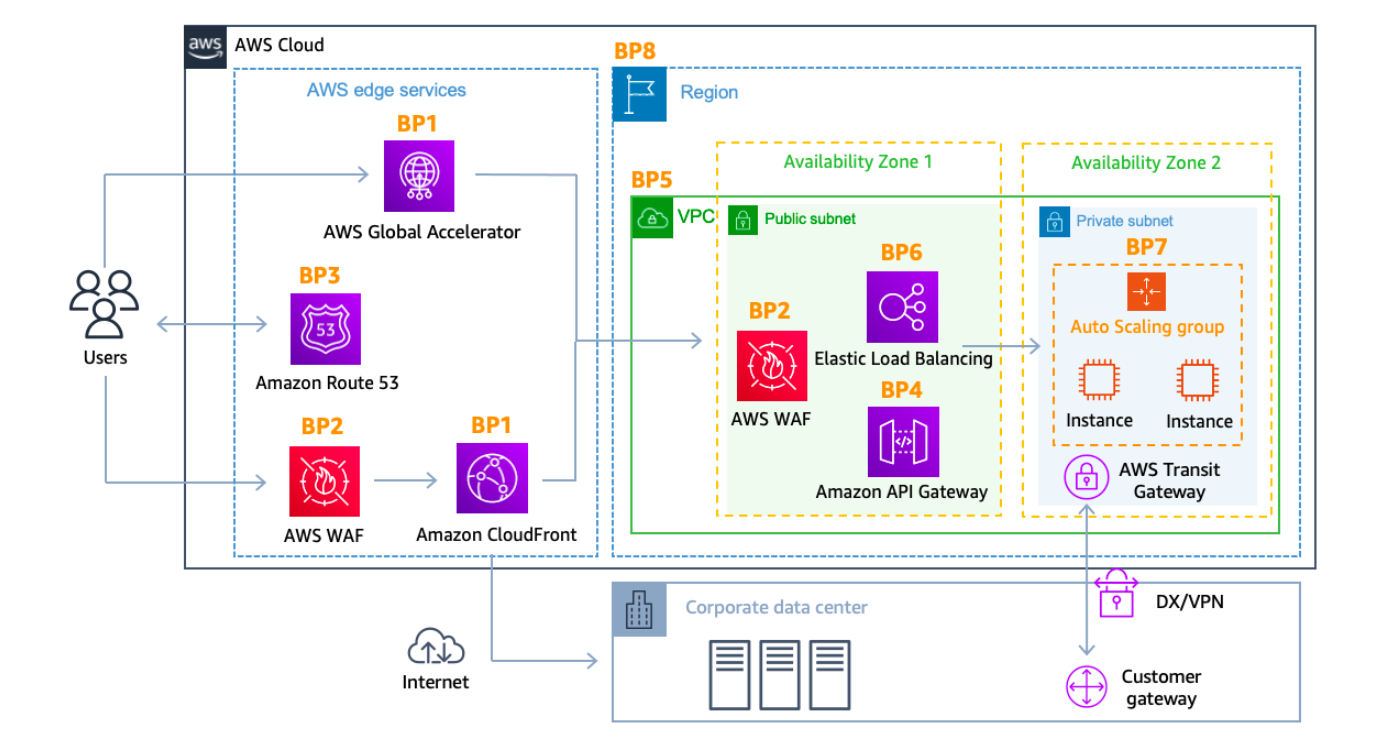 aws
AWS Cloud
BP8
AWS edge services
Region
BP1
Availability Zone 1
Availability Zone 2
BP5
VPC
Public subnet
Private subnet
AWS Global Accelerator
BP6
BP7
BP3
53
BP2
Auto Scaling group
Users
Elastic Load Balancing
Amazon Route 53
BP4
AWS WAF
Instance
Instance
BP2
BP1
</>
Amazon API Gateway
AWS Transit
Gateway
AWS WAF
Amazon CloudFront
Corporate data center
DX/VPN
Internet
Customer
gateway